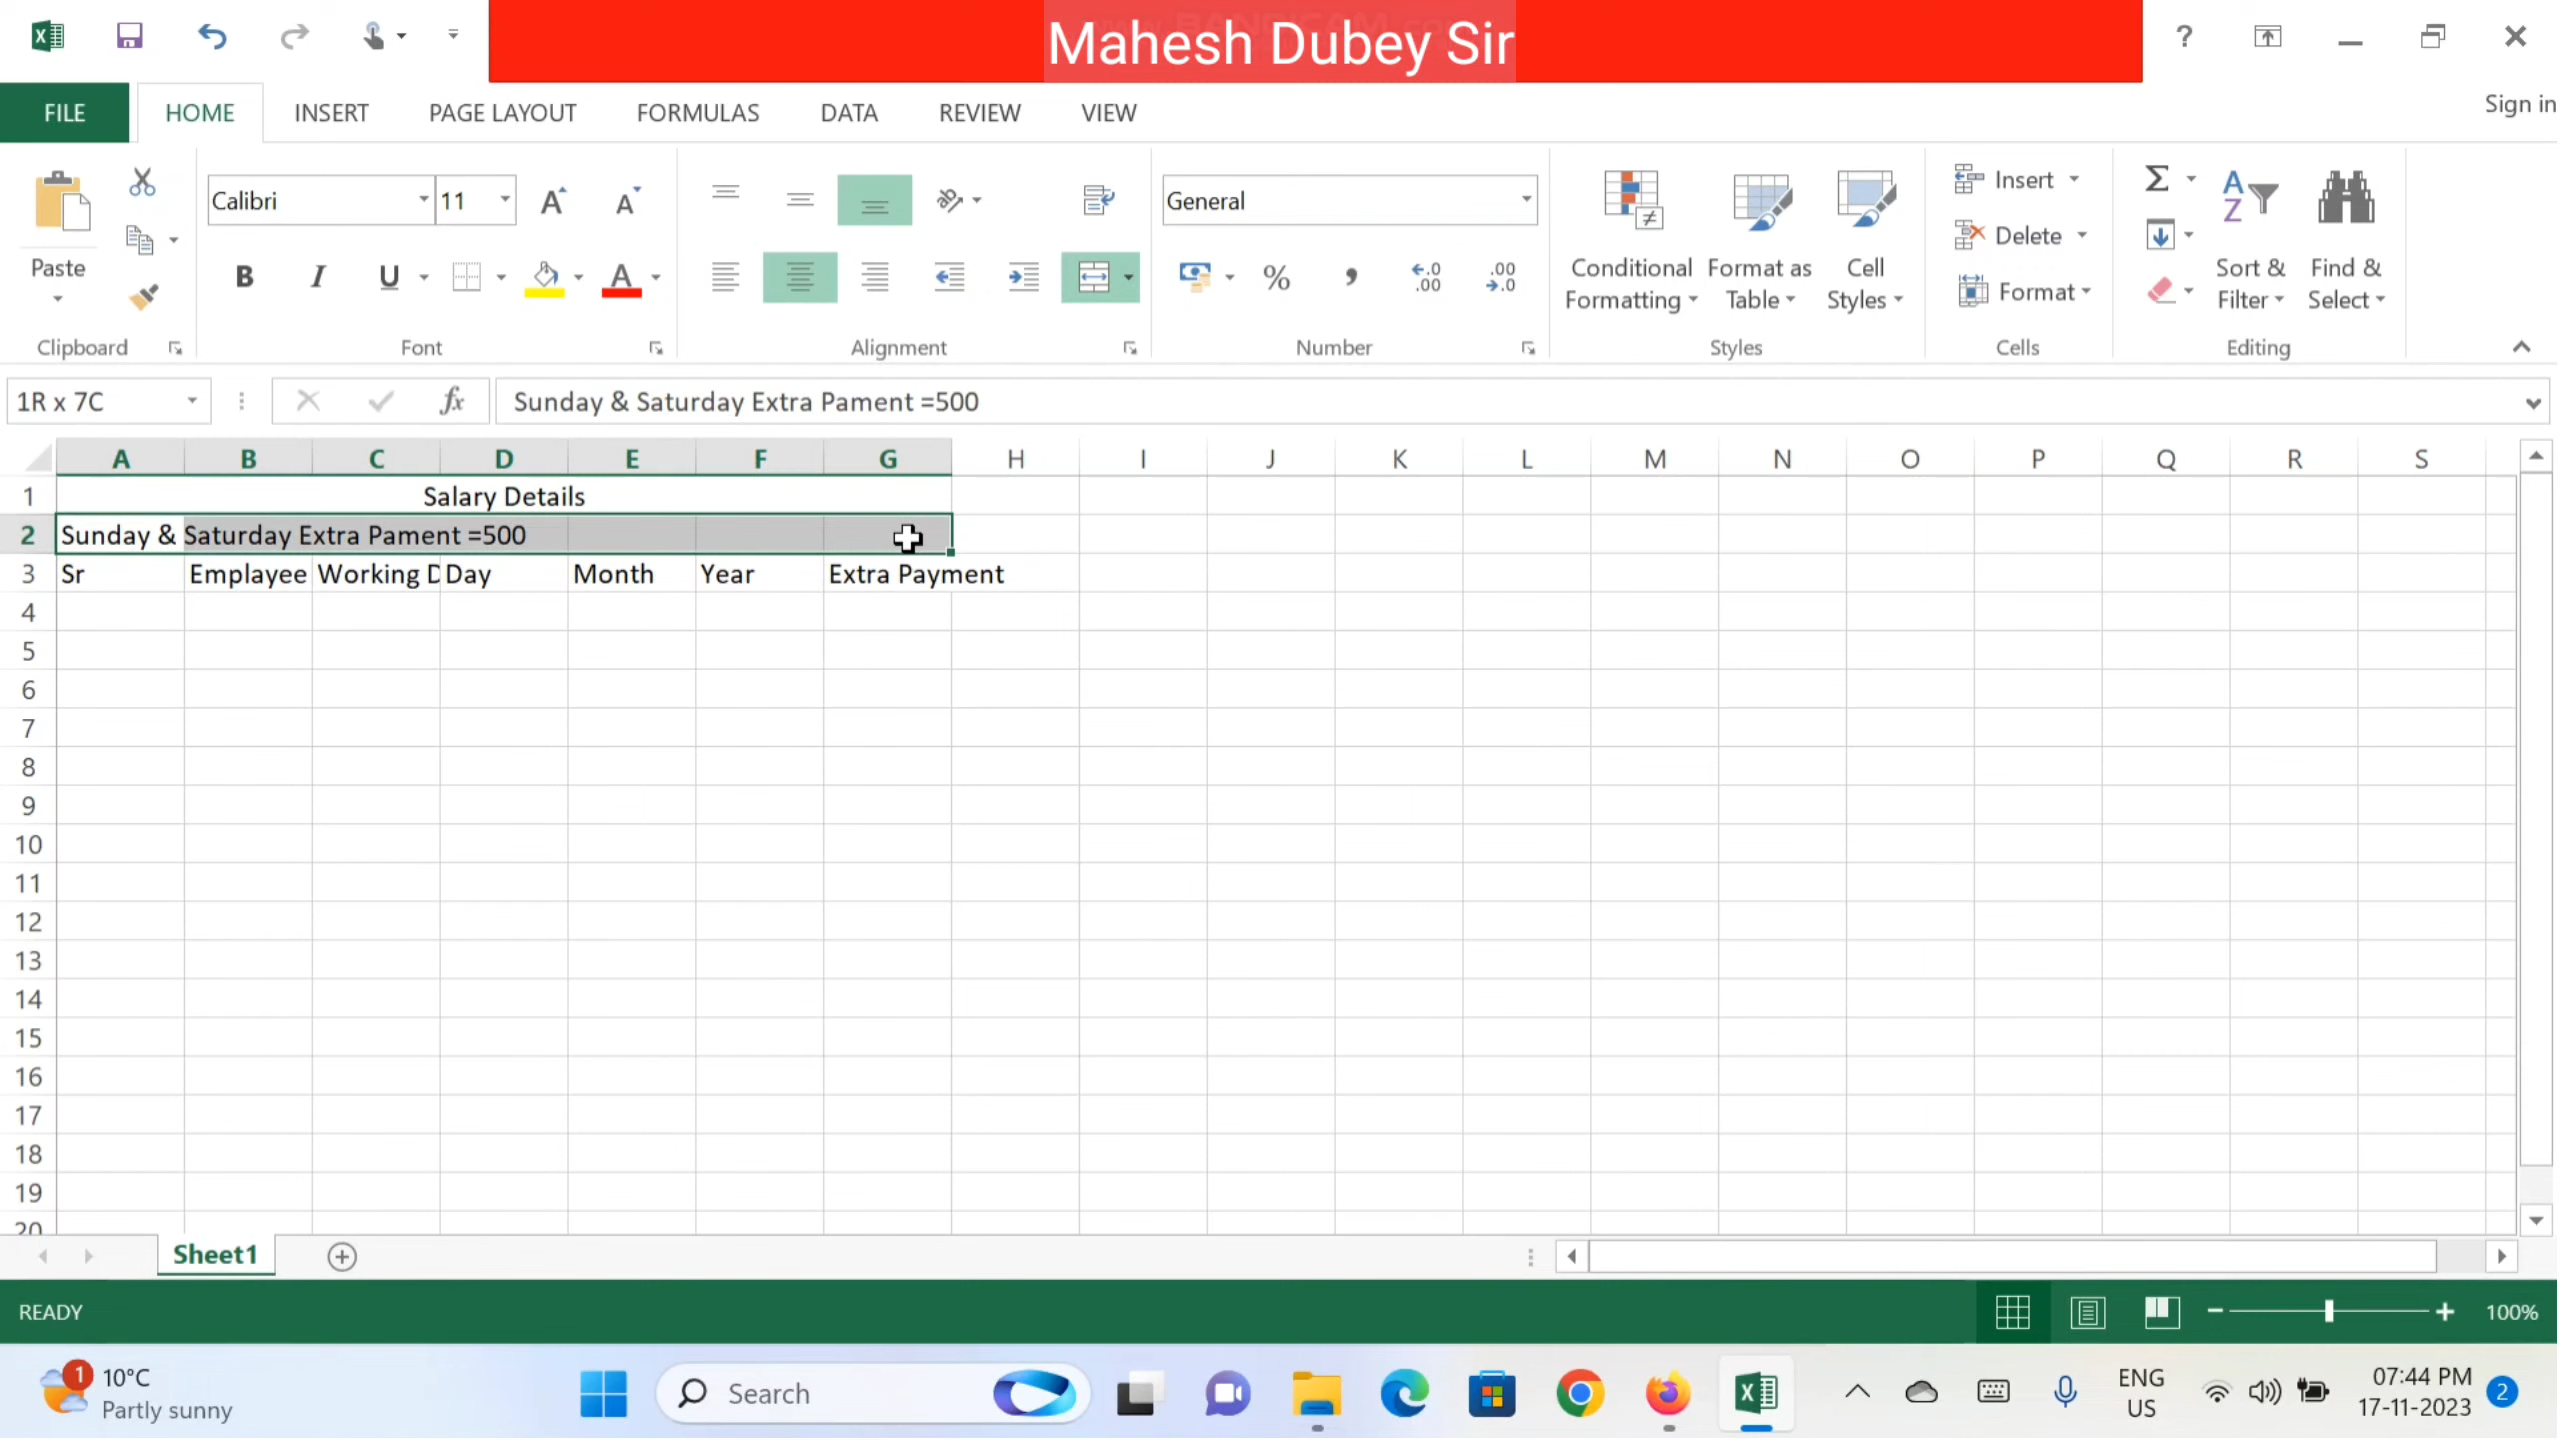 Mahesh Dubey Sir
Sign in
FILE HOME INSERT PAGE LAYOUT FORMULAS DATA REVIEW VIEW
Paste
Clipboard
Calibri 11
Font
Alignment
General
Number
Conditional Formatting
Format as Table
Cell Styles
Styles
Insert
Delete
Format
Cells
Sort & Filter
Find & Select
Editing
1R x 7C
Sunday & Saturday Extra Pament =500
A B C D E F G H I J K L M N O P Q R S
1 Salary Details
2 Sunday & Saturday Extra Pament =500
3 Sr Employee Working D Day Month Year Extra Payment
4
5
6
7
8
9
10
11
12
13
14
15
16
17
18
19
20
Sheet1
READY
100%
1
10°C
Partly sunny
Search
ENG
US
07:44 PM
17-11-2023
2